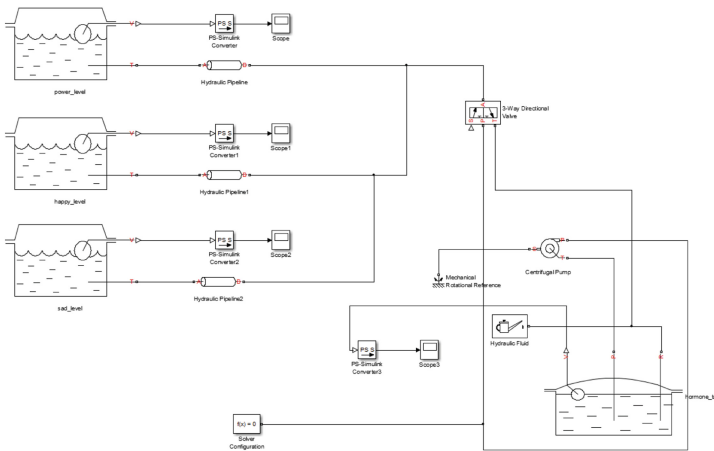 V
PS S
PS-Simulink
Converter
Scope
T
A
B
Hydraulic Pipeline
power_level
V
PS S
PS-Simulink
Converter1
Scope1
T
A
B
Hydraulic Pipeline1
happy_level
V
PS S
PS-Simulink
Converter2
Scope2
T
A
B
Hydraulic Pipeline2
sad_level
A
S
P
T
3-Way Directional
Valve
S
P
T
Centrifugal Pump
Mechanical
Rotational Reference
Hydraulic Fluid
PS S
PS-Simulink
Converter3
Scope3
V
P
R
f(x) = 0
Solver
Configuration